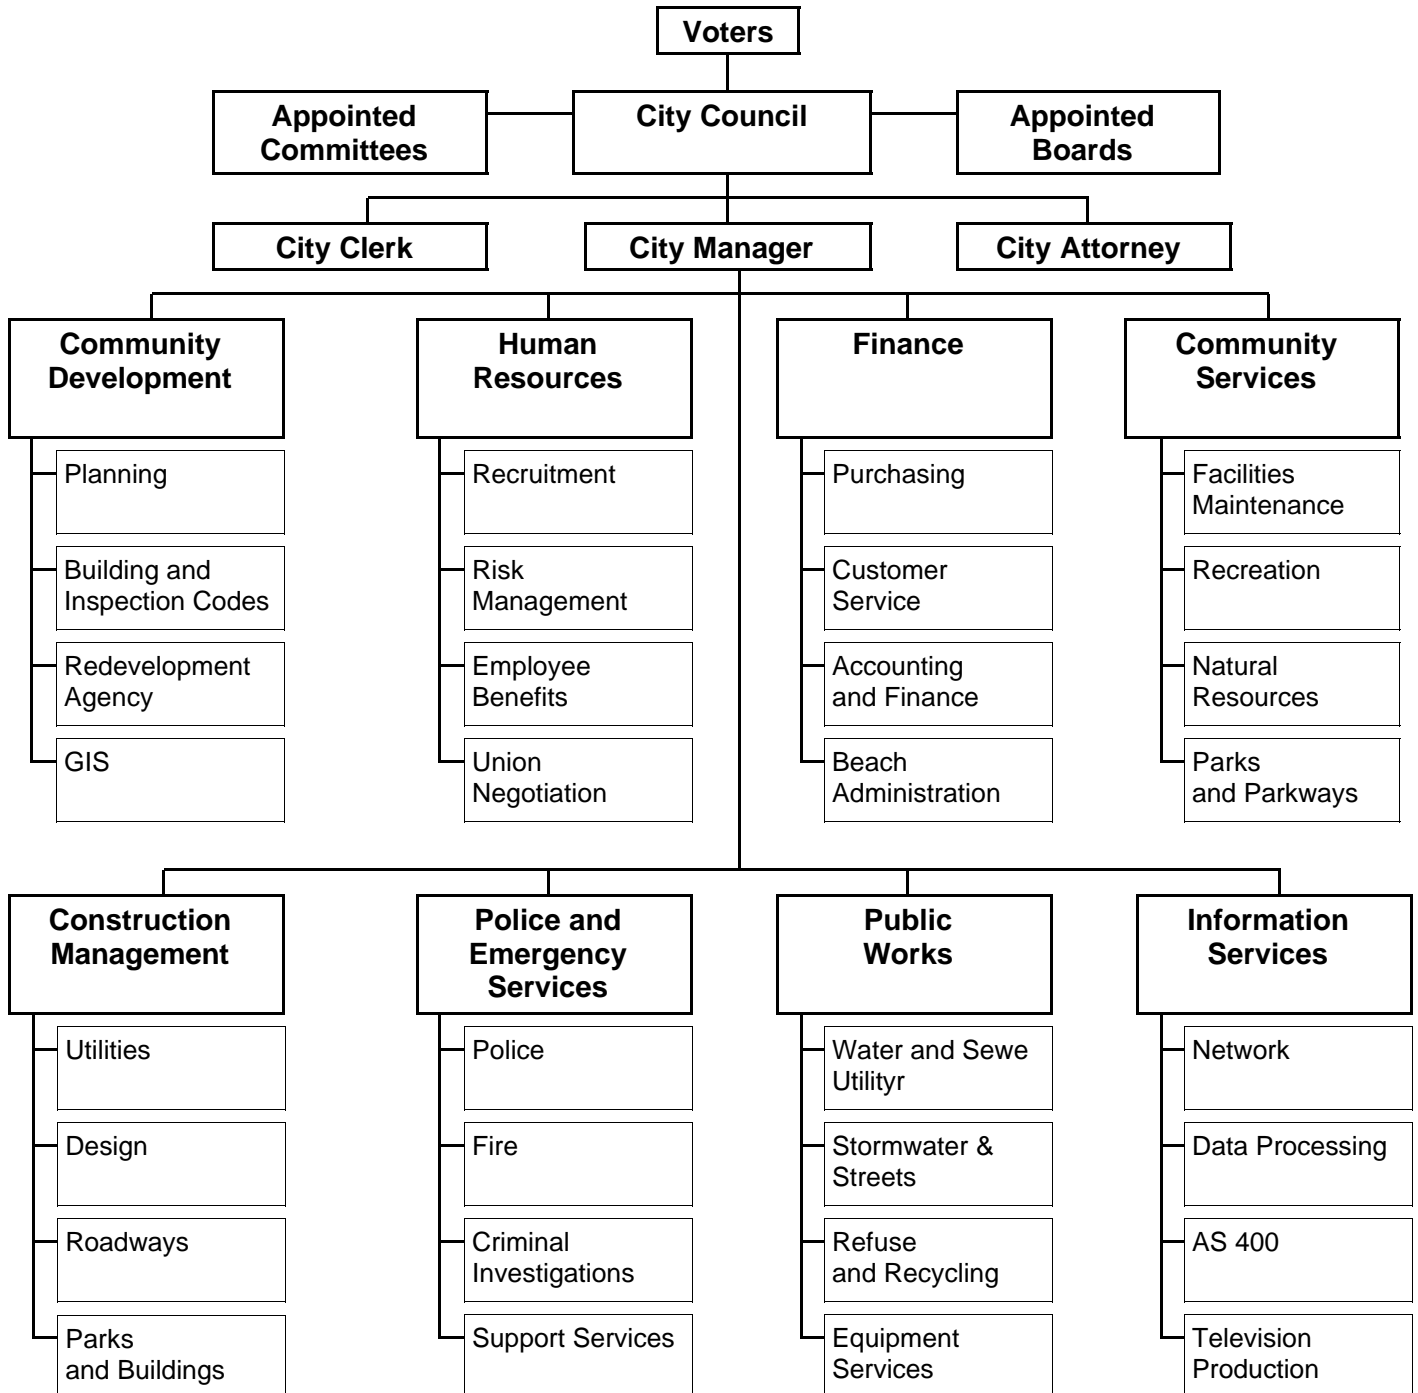 Voters
Appointed
Committees
City Council
Appointed
Boards
City Clerk
City Manager
City Attorney
Community
Development
Human
Resources
Finance
Community
Services
Planning
Building and
Inspection Codes
Redevelopment
Agency
GIS
Recruitment
Risk
Management
Employee
Benefits
Union
Negotiation
Purchasing
Customer
Service
Accounting
and Finance
Beach
Administration
Facilities
Maintenance
Recreation
Natural
Resources
Parks
and Parkways
Construction
Management
Police and
Emergency
Services
Public
Works
Information
Services
Utilities
Design
Roadways
Parks
and Buildings
Police
Fire
Criminal
Investigations
Support Services
Water and Sewe
Utilityr
Stormwater &
Streets
Refuse
and Recycling
Equipment
Services
Network
Data Processing
AS 400
Television
Production